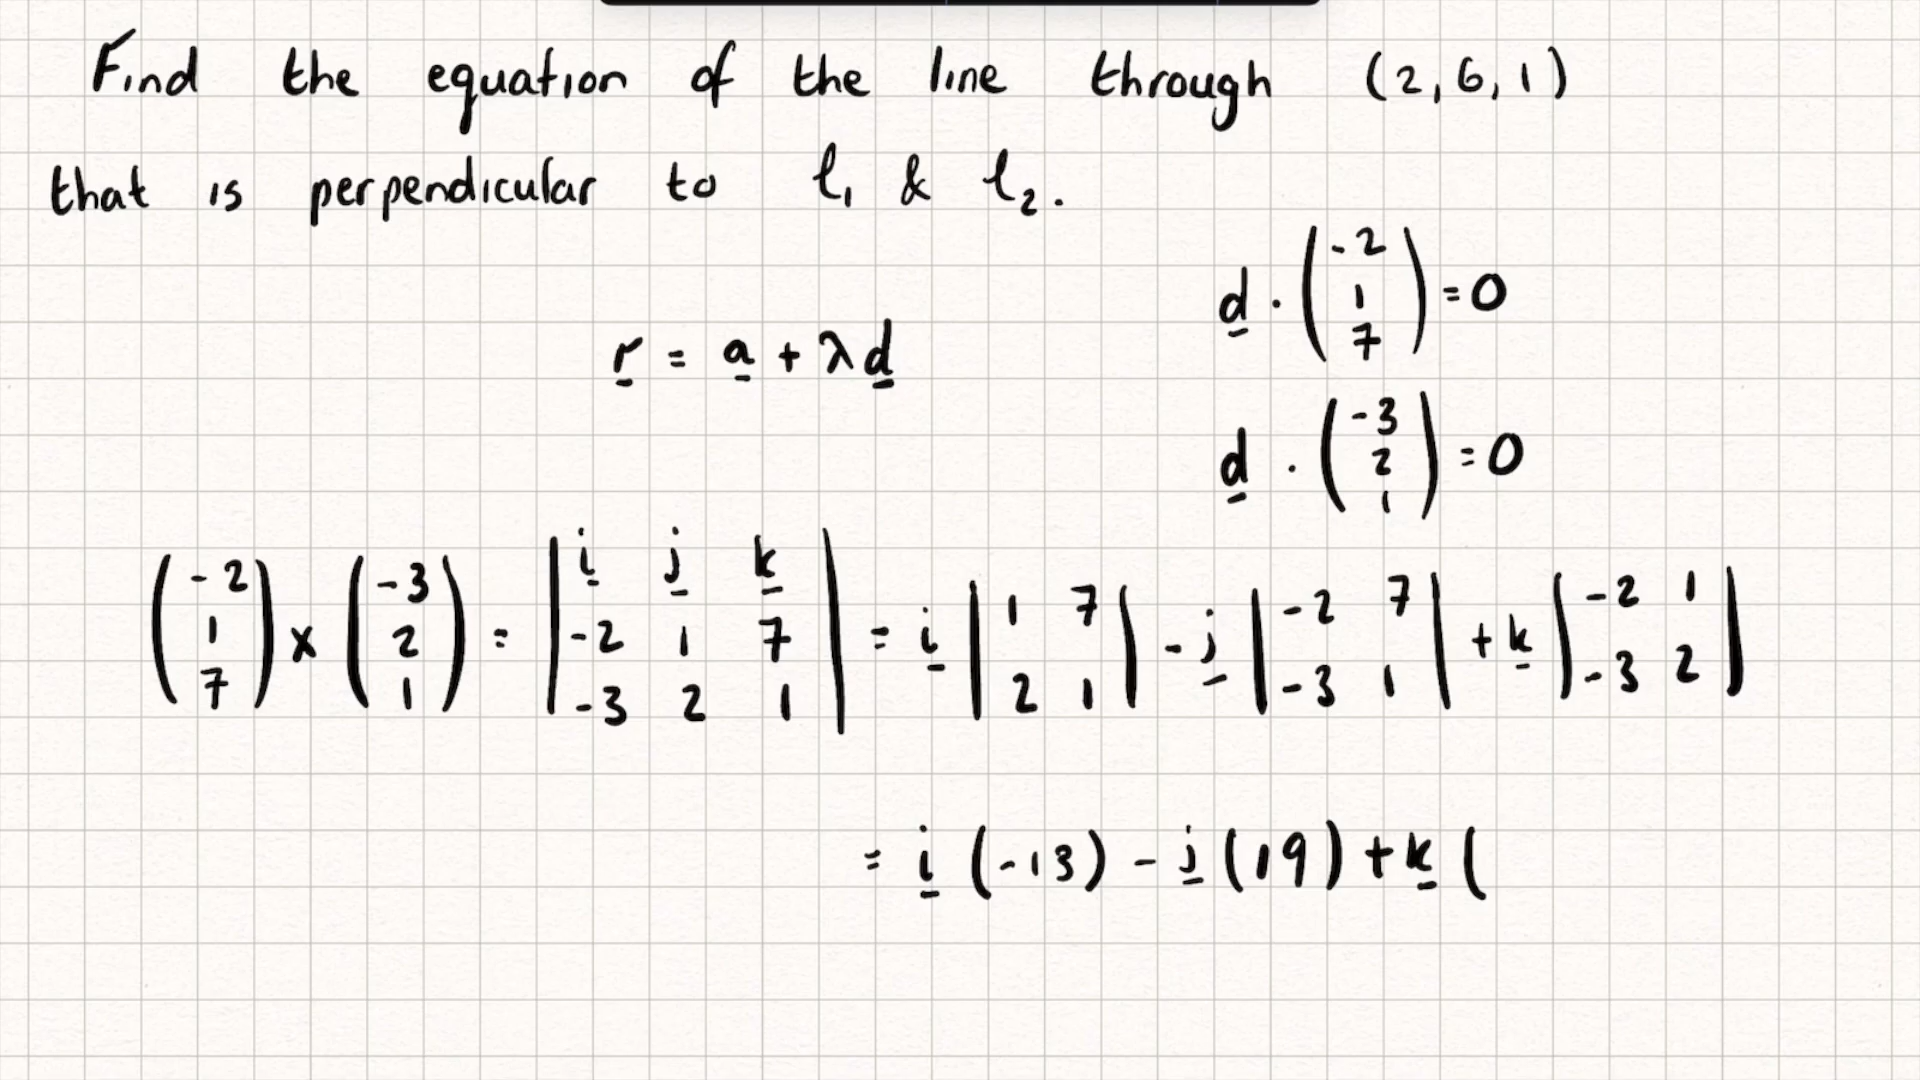 Find the equation of the line through (2, 6, 1)
that is perpendicular to l₁ & l₂.
d · (-2 1 7) = 0
r = a + λd
d · (-3 2 1) = 0
(-2 1 7) × (-3 2 1) = |i j k -2 1 7 -3 2 1| = i |1 7 2 1| - j |-2 7 -3 1| + k |-2 1 -3 2|
= i (-13) - j (19) + k (